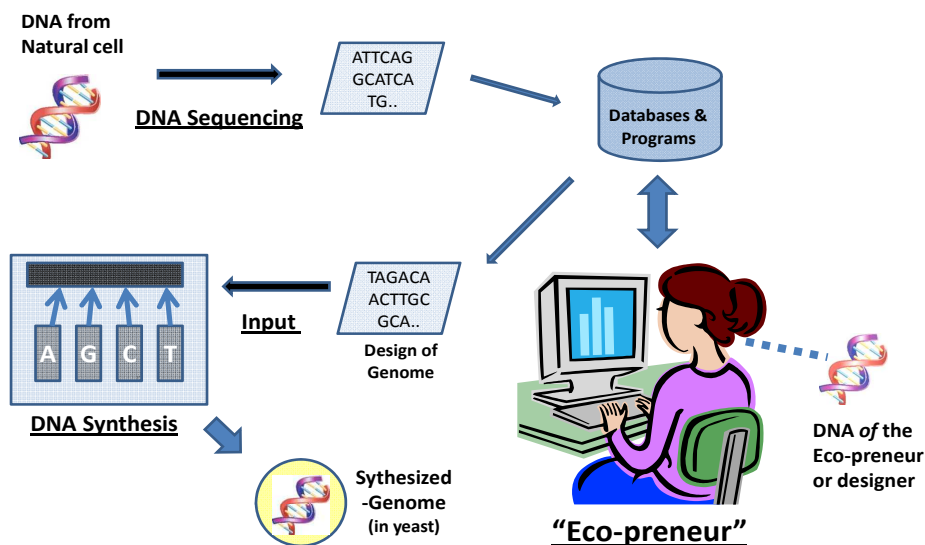 DNA from
Natural cell
DNA Sequencing
ATTCAG
GCATCA
TG..
Databases &
Programs
TAGACA
ACTTGC
GCA..
Input
Design of
Genome
A G C T
DNA Synthesis
Sythesized
-Genome
(in yeast)
DNA of the
Eco-preneur
or designer
“Eco-preneur”